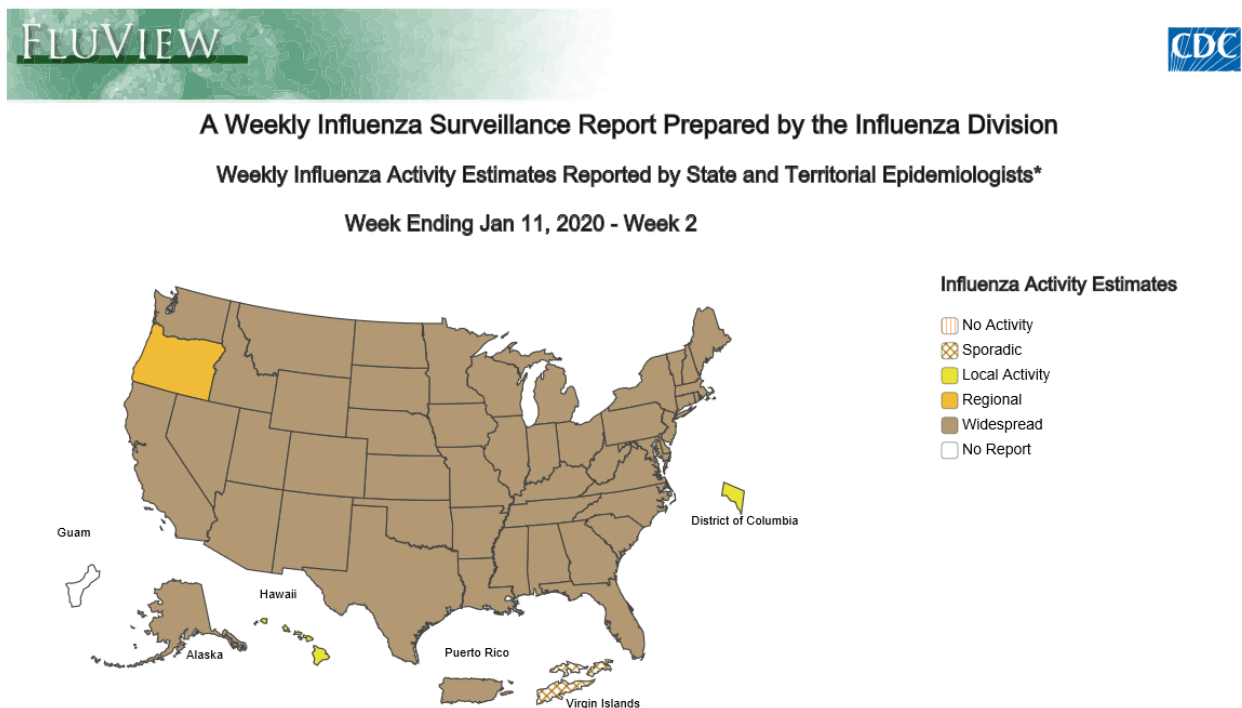 FLUVIEW
CDC
A Weekly Influenza Surveillance Report Prepared by the Influenza Division
Weekly Influenza Activity Estimates Reported by State and Territorial Epidemiologists*
Week Ending Jan 11, 2020 - Week 2
Influenza Activity Estimates
No Activity
Sporadic
Local Activity
Regional
Widespread
No Report
District of Columbia
Guam
Hawaii
Alaska
Puerto Rico
Virgin Islands